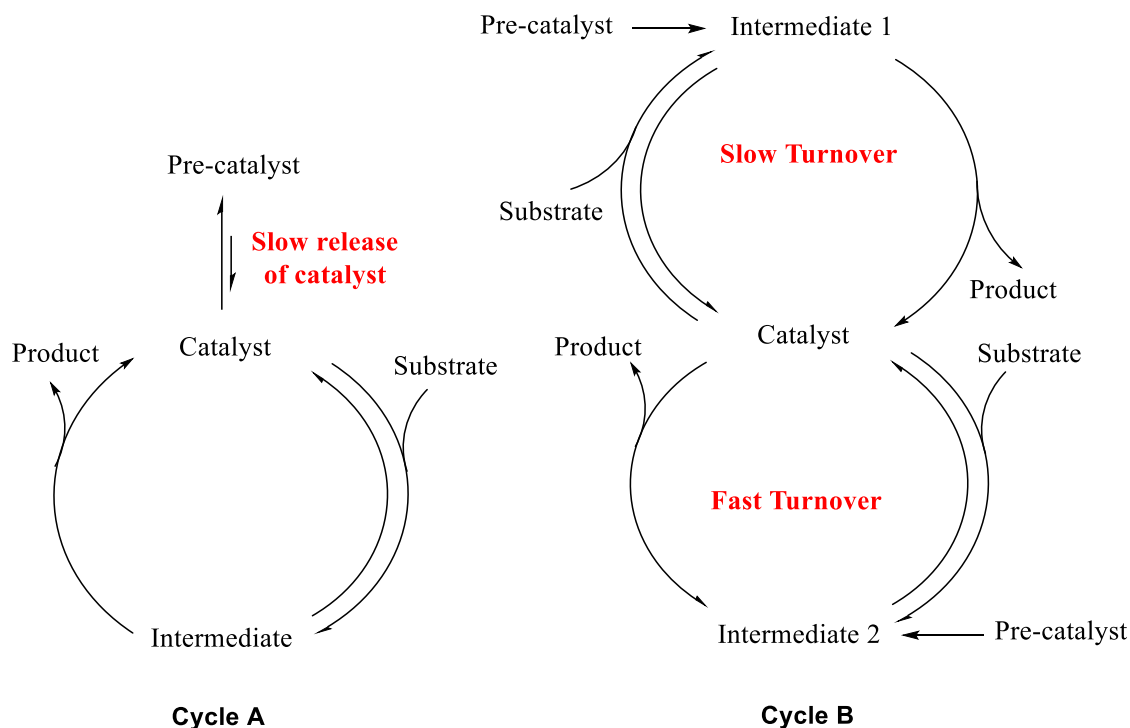 Pre-catalyst
Slow release
of catalyst
Product
Catalyst
Substrate
Intermediate
Cycle A
Pre-catalyst
Intermediate 1
Slow Turnover
Substrate
Product
Catalyst
Product
Substrate
Fast Turnover
Intermediate 2
Pre-catalyst
Cycle B